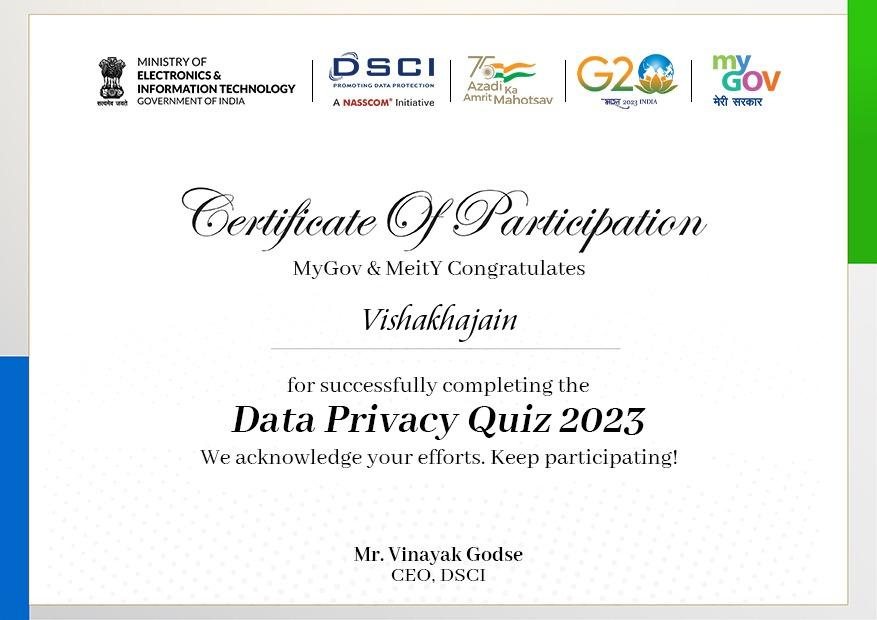 सत्यमेव जयते
MINISTRY OF
ELECTRONICS &
INFORMATION TECHNOLOGY
GOVERNMENT OF INDIA
DSCI
PROMOTING DATA PROTECTION
A NASSCOM® Initiative
75
Azadi Ka
Amrit Mahotsav
G20
भारत 2023 INDIA
my
GOV
मेरी सरकार
Certificate Of Participation
MyGov & MeitY Congratulates
Vishakhajain
for successfully completing the
Data Privacy Quiz 2023
We acknowledge your efforts. Keep participating!
Mr. Vinayak Godse
CEO, DSCI